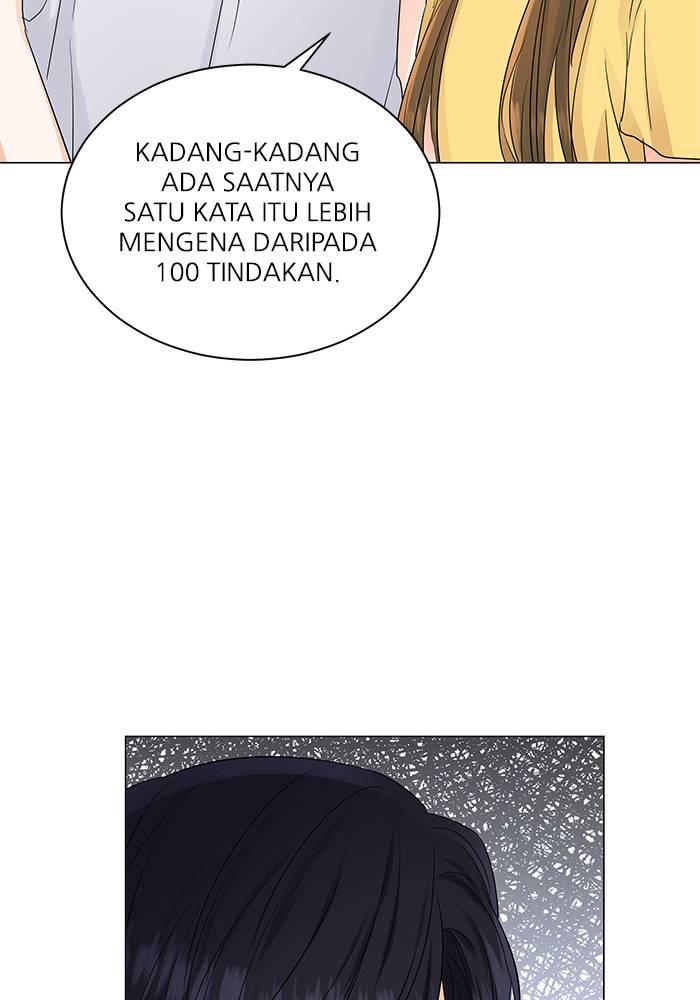 KADANG-KADANG
ADA SAATNYA
SATU KATA ITU LEBIH
MENGENA DARIPADA
100 TINDAKAN.